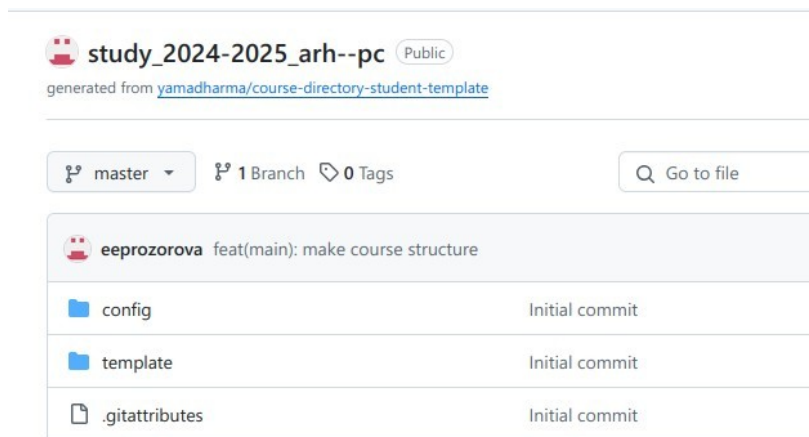 study_2024-2025_arh--pc Public
generated from yamadharma/course-directory-student-template
master 1 Branch 0 Tags Go to file
eeprozorova feat(main): make course structure
config Initial commit
template Initial commit
.gitattributes Initial commit